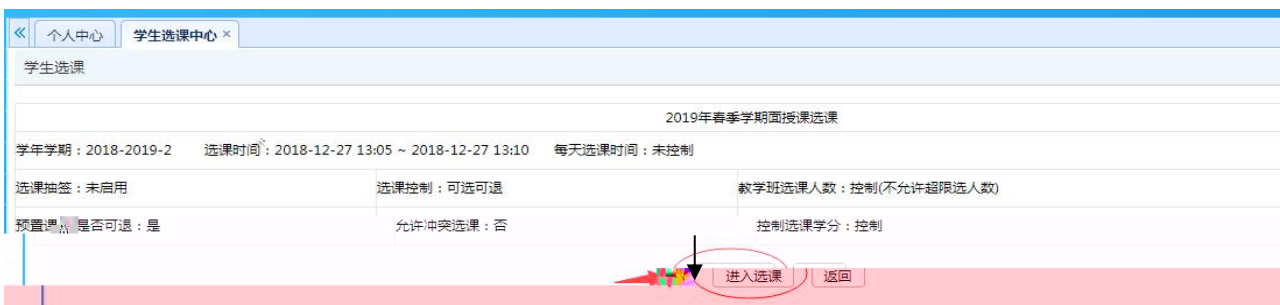 个人中心 学生选课中心 ×
学生选课
2019年春季学期面授课选课
学年学期：2018-2019-2 选课时间：2018-12-27 13:05 ~ 2018-12-27 13:10 每天选课时间：未控制
选课抽签：未启用 选课控制：可选可退 教学班选课人数：控制(不允许超限选人数)
预置课 是否可退：是 允许冲突选课：否 控制选课学分：控制
进入选课 返回